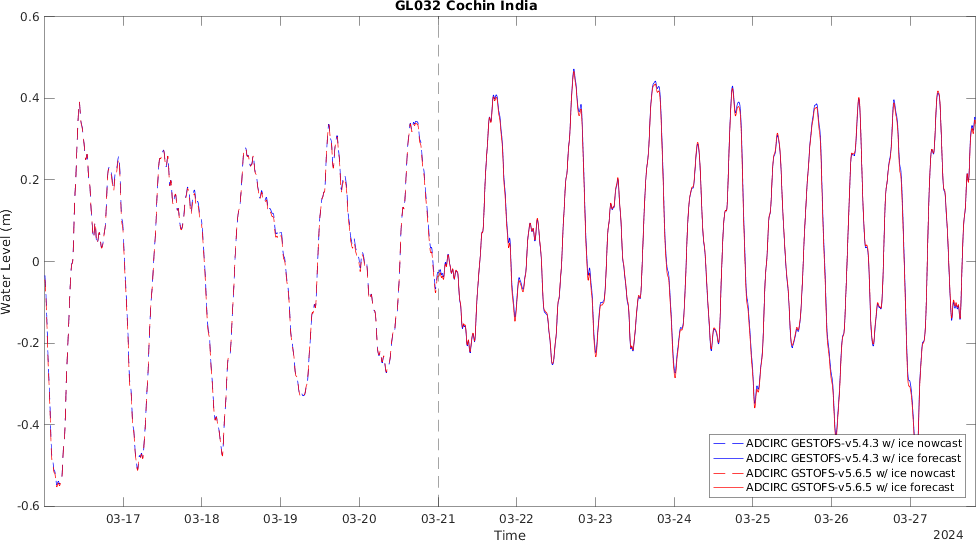 GL032 Cochin India
0.6
0.4
0.2
0
-0.2
-0.4
-0.6
Water Level (m)
ADCIRC GESTOFS-v5.4.3 w/ ice nowcast
ADCIRC GESTOFS-v5.4.3 w/ ice forecast
ADCIRC GSTOFS-v5.6.5 w/ ice nowcast
ADCIRC GSTOFS-v5.6.5 w/ ice forecast
03-17 03-18 03-19 03-20 03-21 03-22 03-23 03-24 03-25 03-26 03-27
Time
2024